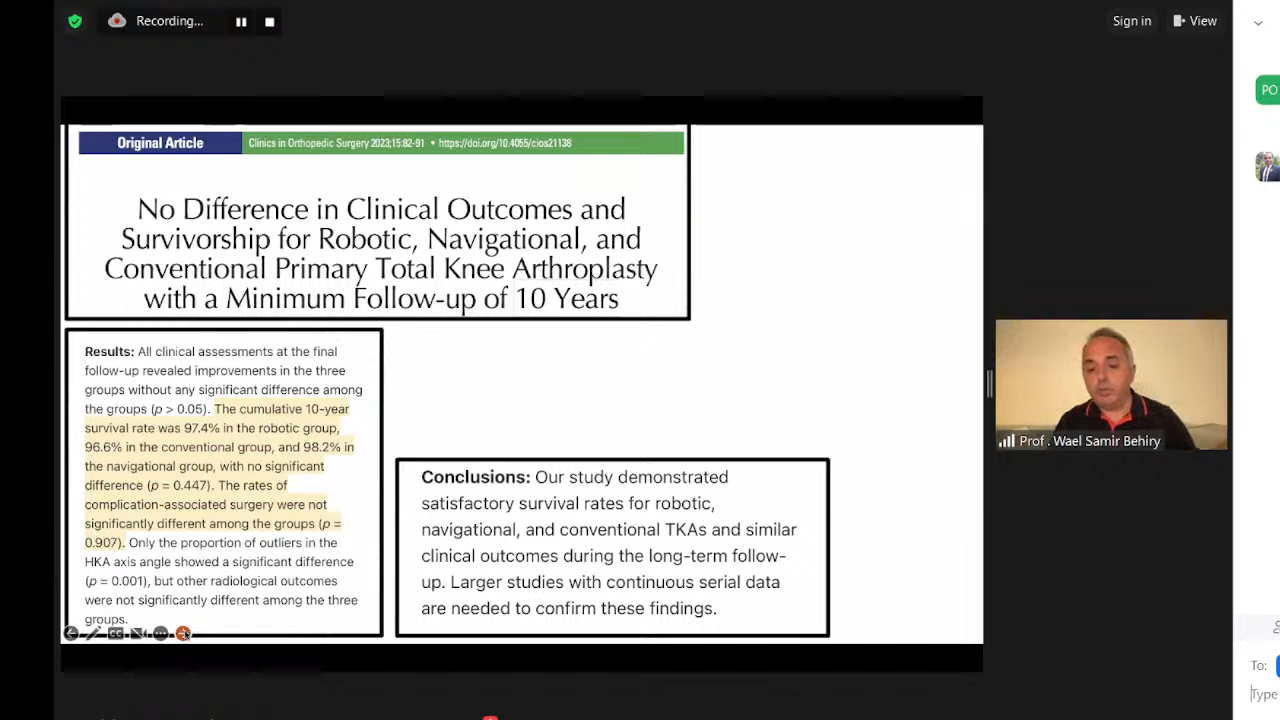 Recording...
Sign in
View
PO
Original Article
Clinics in Orthopedic Surgery 2023;15:82-91 • https://doi.org/10.4055/cios21138
No Difference in Clinical Outcomes and
Survivorship for Robotic, Navigational, and
Conventional Primary Total Knee Arthroplasty
with a Minimum Follow-up of 10 Years
Results: All clinical assessments at the final
follow-up revealed improvements in the three
groups without any significant difference among
the groups (p > 0.05). The cumulative 10-year
survival rate was 97.4% in the robotic group,
96.6% in the conventional group, and 98.2% in
the navigational group, with no significant
difference (p = 0.447). The rates of
complication-associated surgery were not
significantly different among the groups (p =
0.907). Only the proportion of outliers in the
HKA axis angle showed a significant difference
(p = 0.001), but other radiological outcomes
were not significantly different among the three
groups.
Conclusions: Our study demonstrated
satisfactory survival rates for robotic,
navigational, and conventional TKAs and similar
clinical outcomes during the long-term follow-
up. Larger studies with continuous serial data
are needed to confirm these findings.
CC
Prof . Wael Samir Behiry
To:
Type